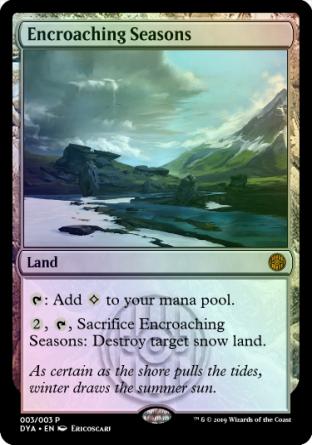 Encroaching Seasons
Land
: Add to your mana pool.
2, , Sacrifice Encroaching
Seasons: Destroy target snow land.
As certain as the shore pulls the tides,
winter draws the summer sun.
003/003 P
DYA • EN Ericoscarf
™ & © 2019 Wizards of the Coast